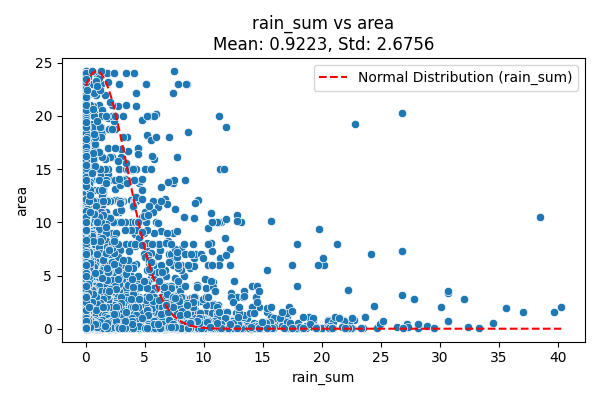 rain_sum vs area
Mean: 0.9223, Std: 2.6756
Normal Distribution (rain_sum)
25
20
15
10
5
0
area
0 5 10 15 20 25 30 35 40
rain_sum